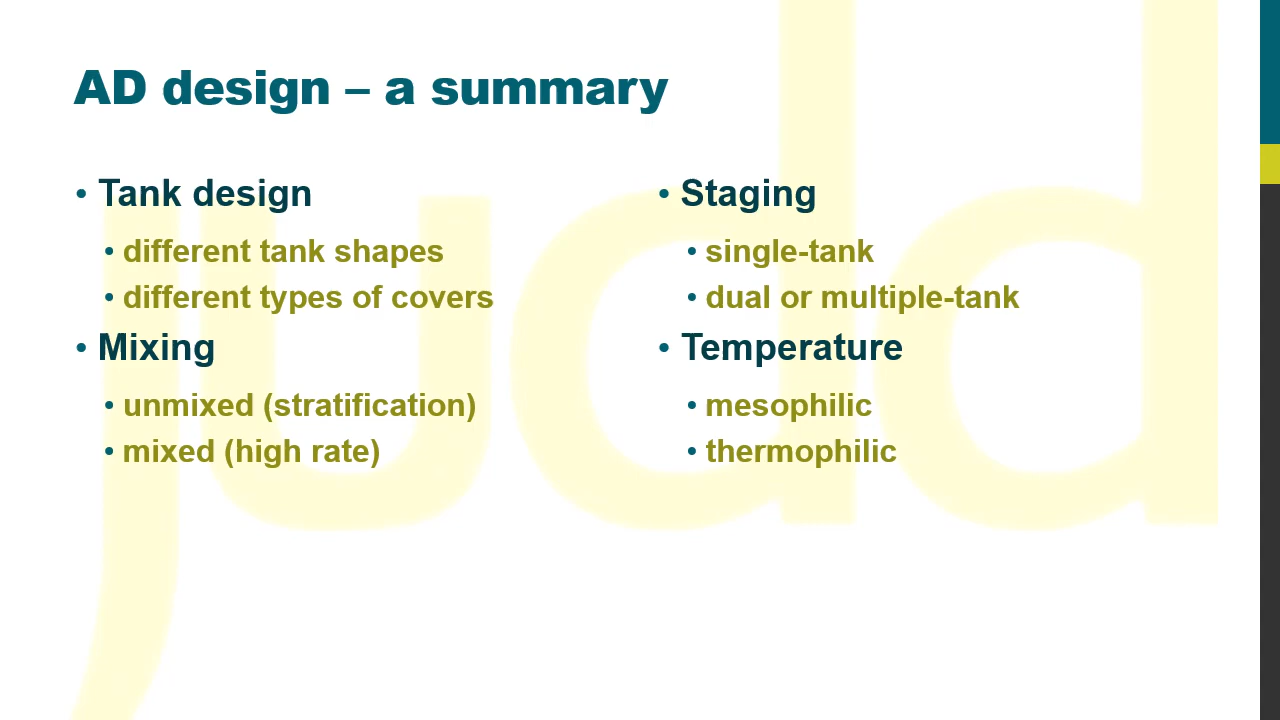 AD design – a summary
• Tank design
• different tank shapes
• different types of covers
• Mixing
• unmixed (stratification)
• mixed (high rate)
• Staging
• single-tank
• dual or multiple-tank
• Temperature
• mesophilic
• thermophilic
judd